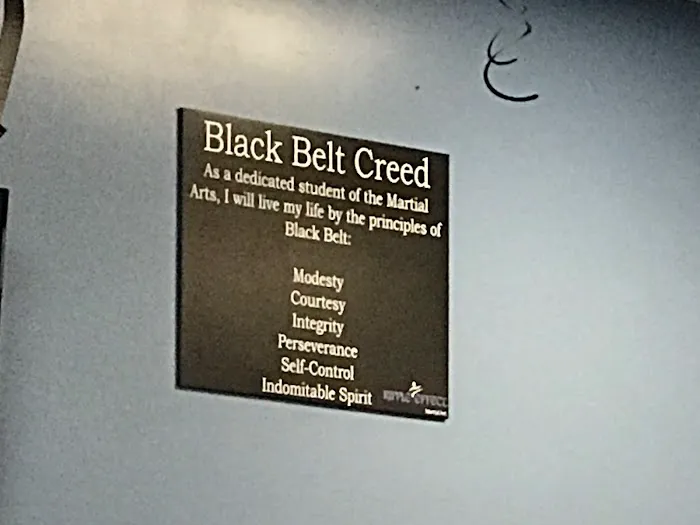 Black Belt Creed
As a dedicated student of the Martial
Arts, I will live my life by the principles of
Black Belt:
Modesty
Courtesy
Integrity
Perseverance
Self-Control
Indomitable Spirit